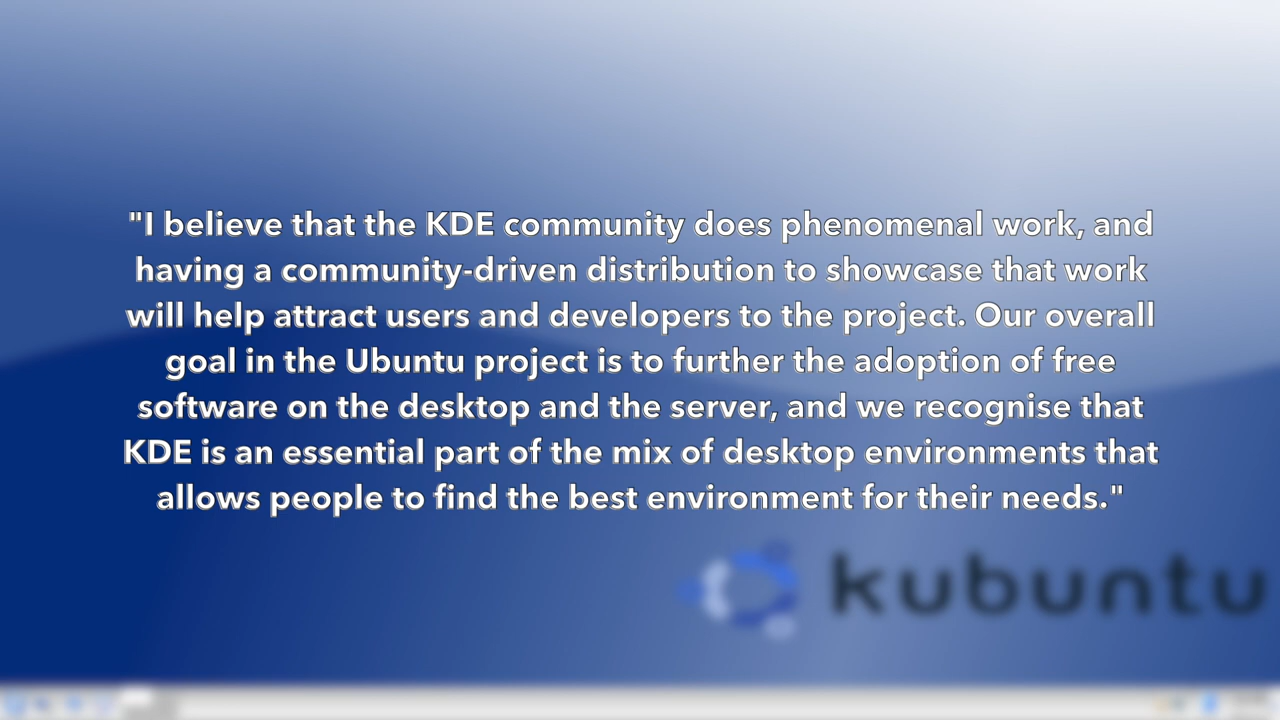 "I believe that the KDE community does phenomenal work, and
having a community-driven distribution to showcase that work
will help attract users and developers to the project. Our overall
goal in the Ubuntu project is to further the adoption of free
software on the desktop and the server, and we recognise that
KDE is an essential part of the mix of desktop environments that
allows people to find the best environment for their needs."
kubuntu